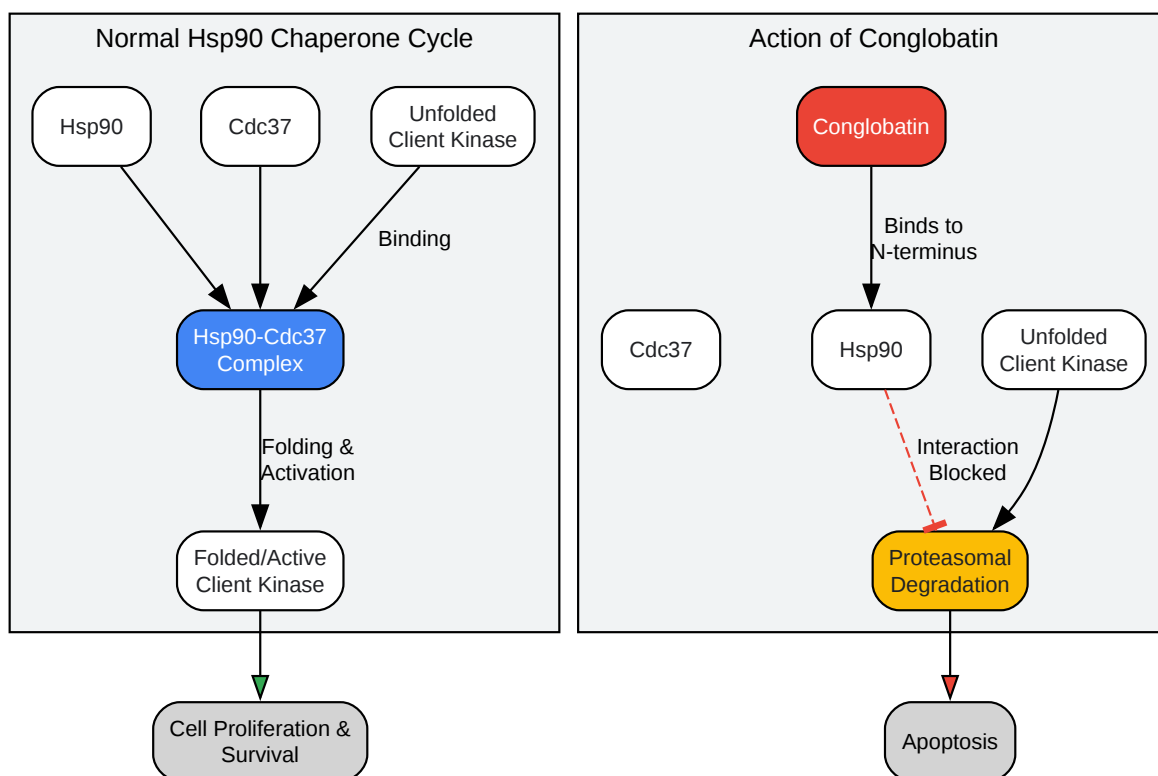 Normal Hsp90 Chaperone Cycle
Hsp90
Cdc37
Unfolded
Client Kinase
Binding
Hsp90-Cdc37
Complex
Folding &
Activation
Folded/Active
Client Kinase
Cell Proliferation &
Survival
Action of Conglobatin
Conglobatin
Binds to
N-terminus
Cdc37
Hsp90
Unfolded
Client Kinase
Interaction
Blocked
Proteasomal
Degradation
Apoptosis